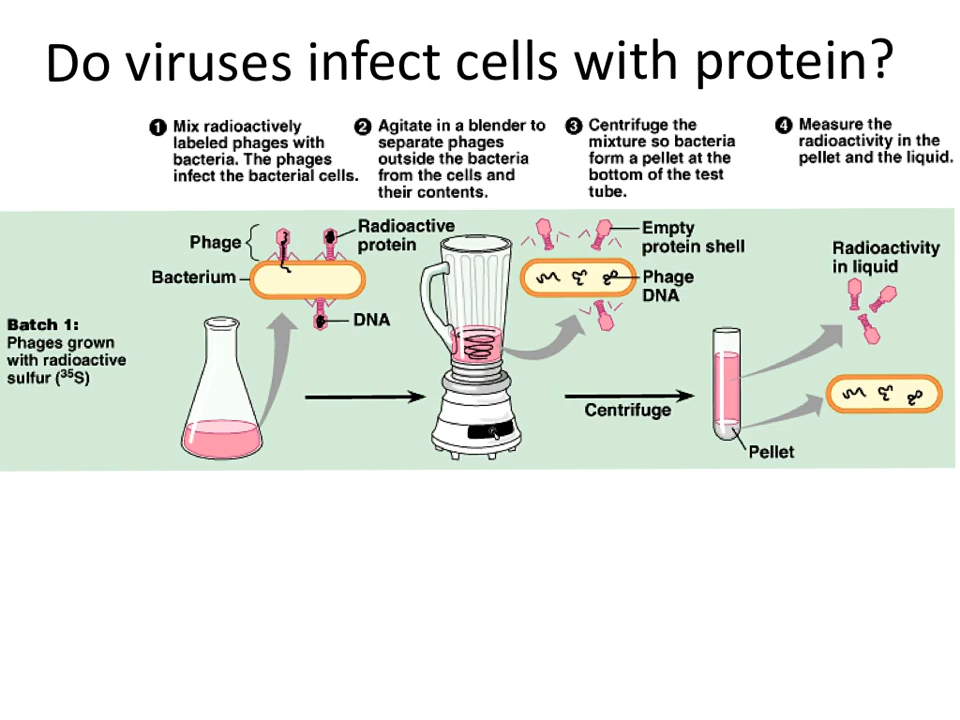 Do viruses infect cells with protein?
1 Mix radioactively
labeled phages with
bacteria. The phages
infect the bacterial cells.
2 Agitate in a blender to
separate phages
outside the bacteria
from the cells and
their contents.
3 Centrifuge the
mixture so bacteria
form a pellet at the
bottom of the test
tube.
4 Measure the
radioactivity in the
pellet and the liquid.
Phage
Radioactive
protein
Bacterium
DNA
Empty
protein shell
Phage
DNA
Radioactivity
in liquid
Batch 1:
Phages grown
with radioactive
sulfur (³⁵S)
Centrifuge
Pellet